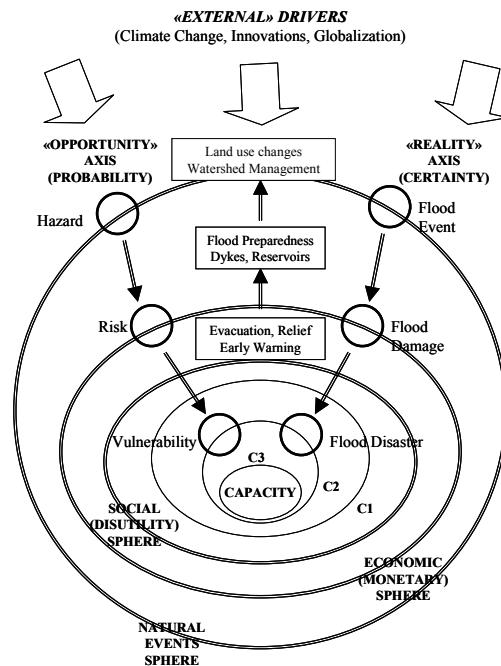 «EXTERNAL» DRIVERS
(Climate Change, Innovations, Globalization)
«OPPORTUNITY»
AXIS
(PROBABILITY)
Land use changes
Watershed Management
«REALITY»
AXIS
(CERTAINTY)
Hazard
Flood
Event
Flood Preparedness
Dykes, Reservoirs
Risk
Evacuation, Relief
Early Warning
Flood
Damage
Vulnerability
Flood Disaster
C3
CAPACITY
C2
C1
SOCIAL
(DISUTILITY)
SPHERE
ECONOMIC
(MONETARY)
SPHERE
NATURAL
EVENTS
SPHERE